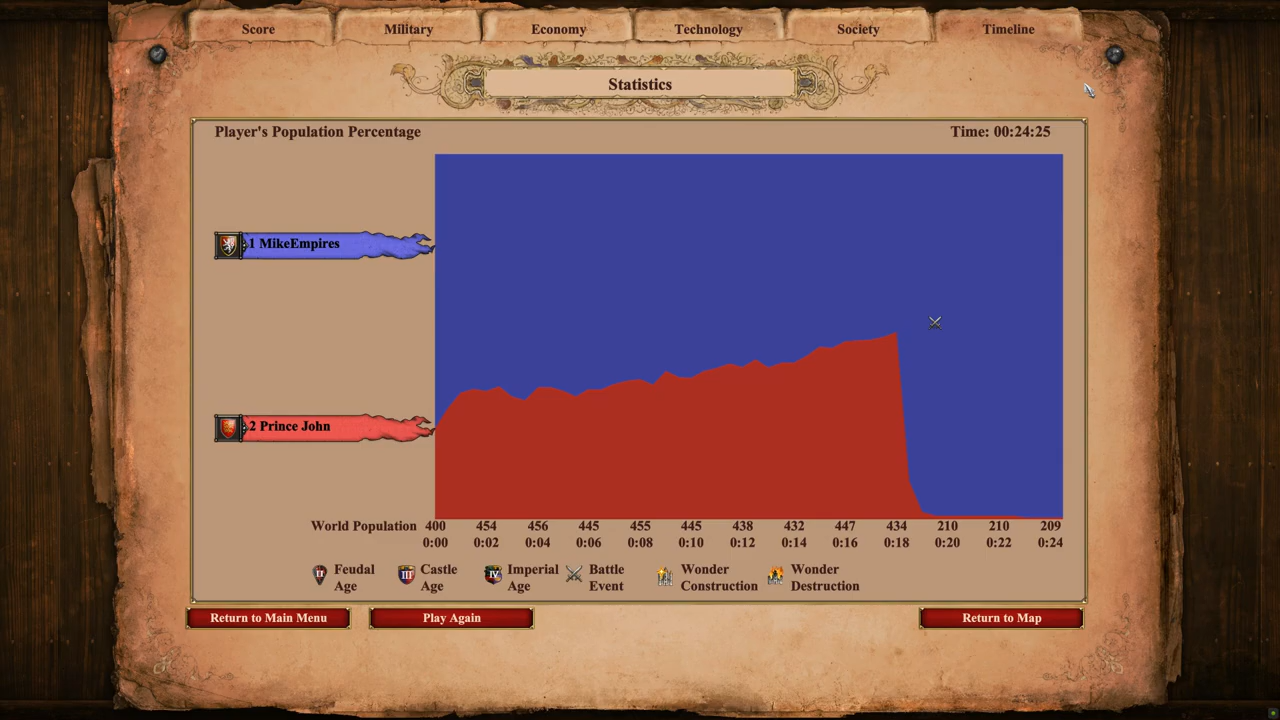 Score Military Economy Technology Society Timeline
Statistics
Player's Population Percentage Time: 00:24:25
1 MikeEmpires
2 Prince John
World Population 400 454 456 445 455 445 438 432 447 434 210 210 209
0:00 0:02 0:04 0:06 0:08 0:10 0:12 0:14 0:16 0:18 0:20 0:22 0:24
II Feudal Age
III Castle Age
IV Imperial Age
Battle Event
Wonder Construction
Wonder Destruction
Return to Main Menu Play Again Return to Map